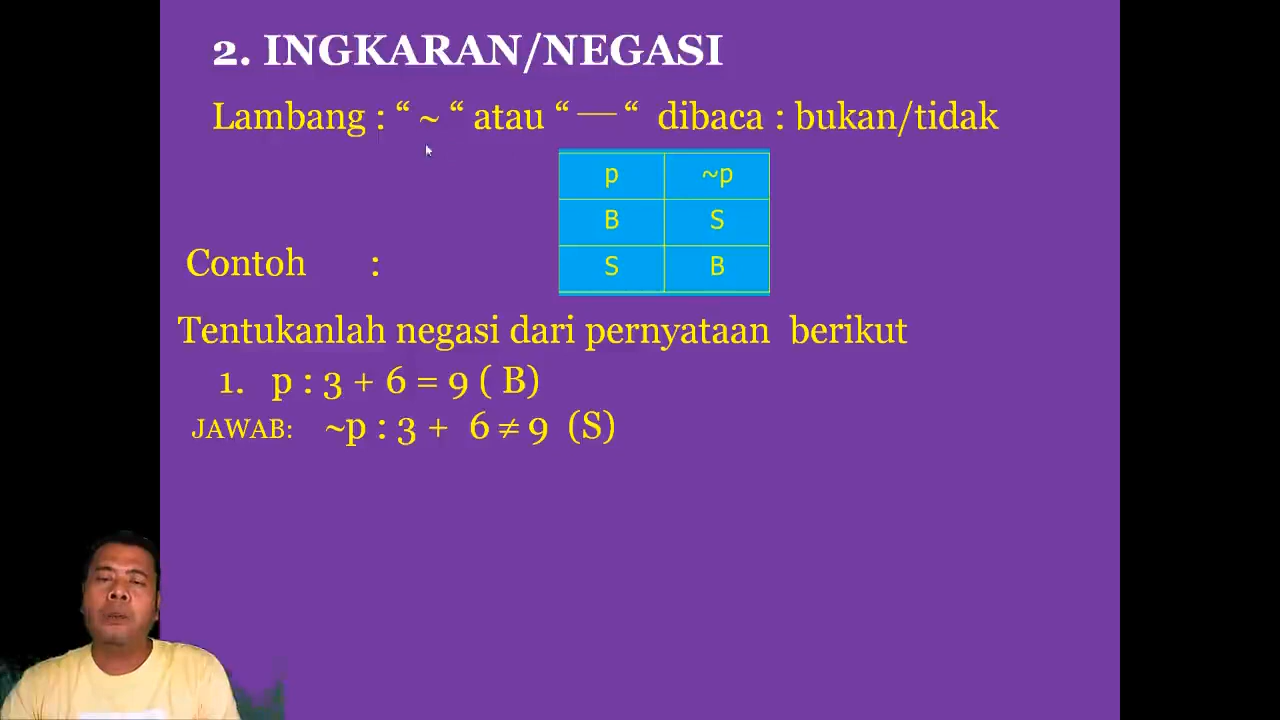 2. INGKARAN/NEGASI
Lambang : “ ~ “ atau “ — “ dibaca : bukan/tidak
p ~p
B S
S B
Contoh :
Tentukanlah negasi dari pernyataan berikut
1. p : 3 + 6 = 9 ( B)
JAWAB: ~p : 3 + 6 ≠ 9 (S)